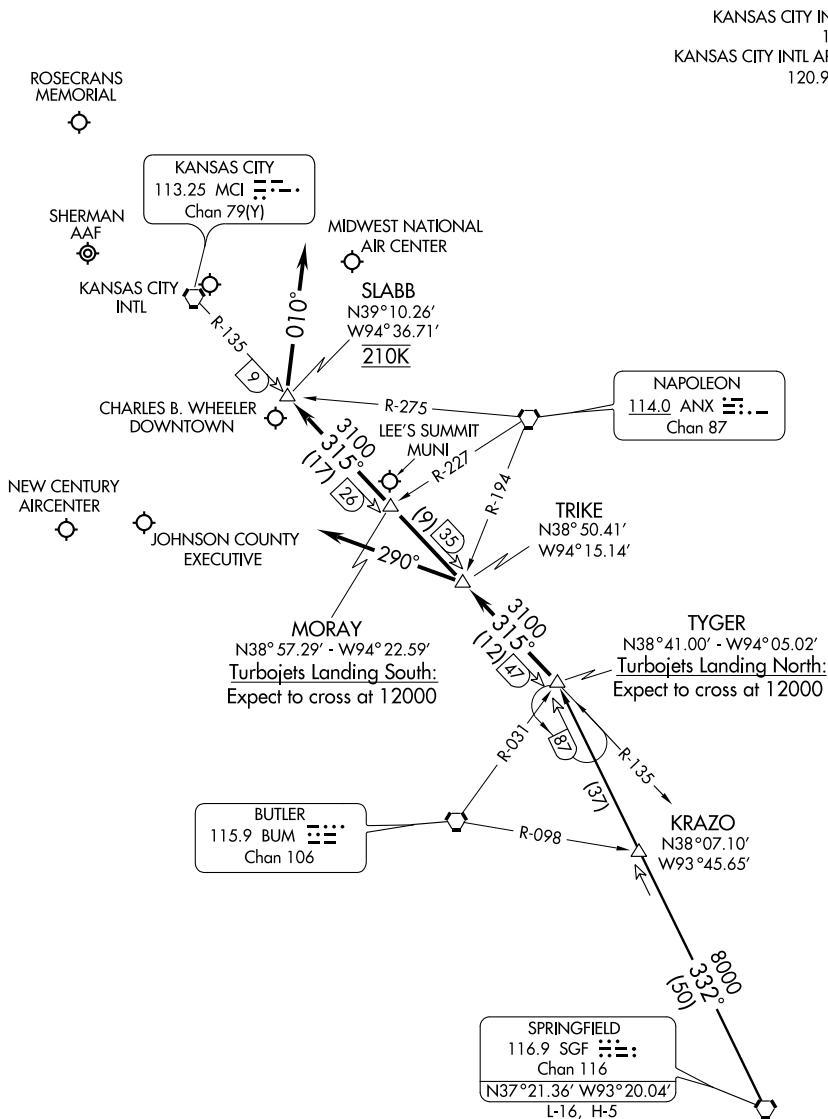 KANSAS CITY IN
1
KANSAS CITY INTL AR
120.9
ROSECRANS
MEMORIAL
KANSAS CITY
113.25 MCI
Chan 79(Y)
SHERMAN
AAF
MIDWEST NATIONAL
AIR CENTER
KANSAS CITY
INTL
SLABB
N39°10.26'
W94°36.71'
210K
010°
R-135
9
NAPOLEON
114.0 ANX
Chan 87
R-275
CHARLES B. WHEELER
DOWNTOWN
3100
315°
(17)
LEE'S SUMMIT
MUNI
R-227
R-194
26
(9)
35
TRIKE
N38°50.41'
W94°15.14'
NEW CENTURY
AIRCENTER
JOHNSON COUNTY
EXECUTIVE
290°
MORAY
N38°57.29' - W94°22.59'
Turbojets Landing South:
Expect to cross at 12000
3100
315°
(12)
47
TYGER
N38°41.00' - W94°05.02'
Turbojets Landing North:
Expect to cross at 12000
R-031
87
R-135
(37)
BUTLER
115.9 BUM
Chan 106
R-098
KRAZO
N38°07.10'
W93°45.65'
8000
332°
(50)
SPRINGFIELD
116.9 SGF
Chan 116
N37°21.36' W93°20.04'
L-16, H-5